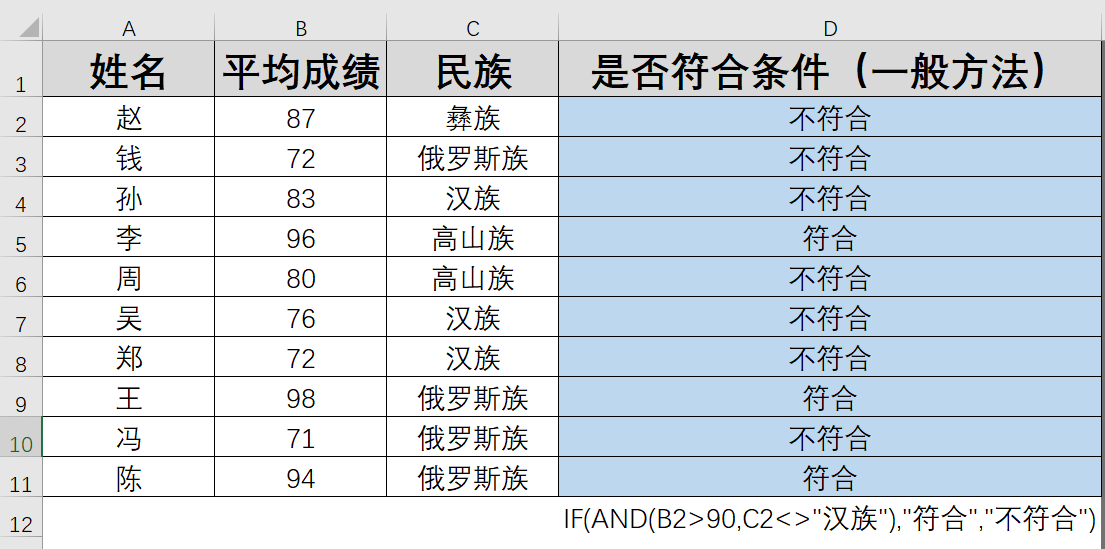 A B C D
1 姓名 平均成绩 民族 是否符合条件（一般方法）
2 赵 87 彝族 不符合
3 钱 72 俄罗斯族 不符合
4 孙 83 汉族 不符合
5 李 96 高山族 符合
6 周 80 高山族 不符合
7 吴 76 汉族 不符合
8 郑 72 汉族 不符合
9 王 98 俄罗斯族 符合
10 冯 71 俄罗斯族 不符合
11 陈 94 俄罗斯族 符合
12 IF(AND(B2>90,C2<>"汉族"),"符合","不符合")